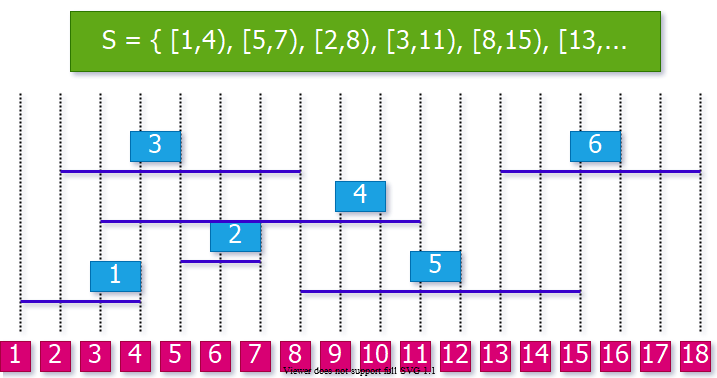 S = { [1,4), [5,7), [2,8), [3,11), [8,15), [13,...
3
6
4
2
5
1
1 2 3 4 5 6 7 8 9 10 11 12 13 14 15 16 17 18
Viewer does not support full SVG 1.1